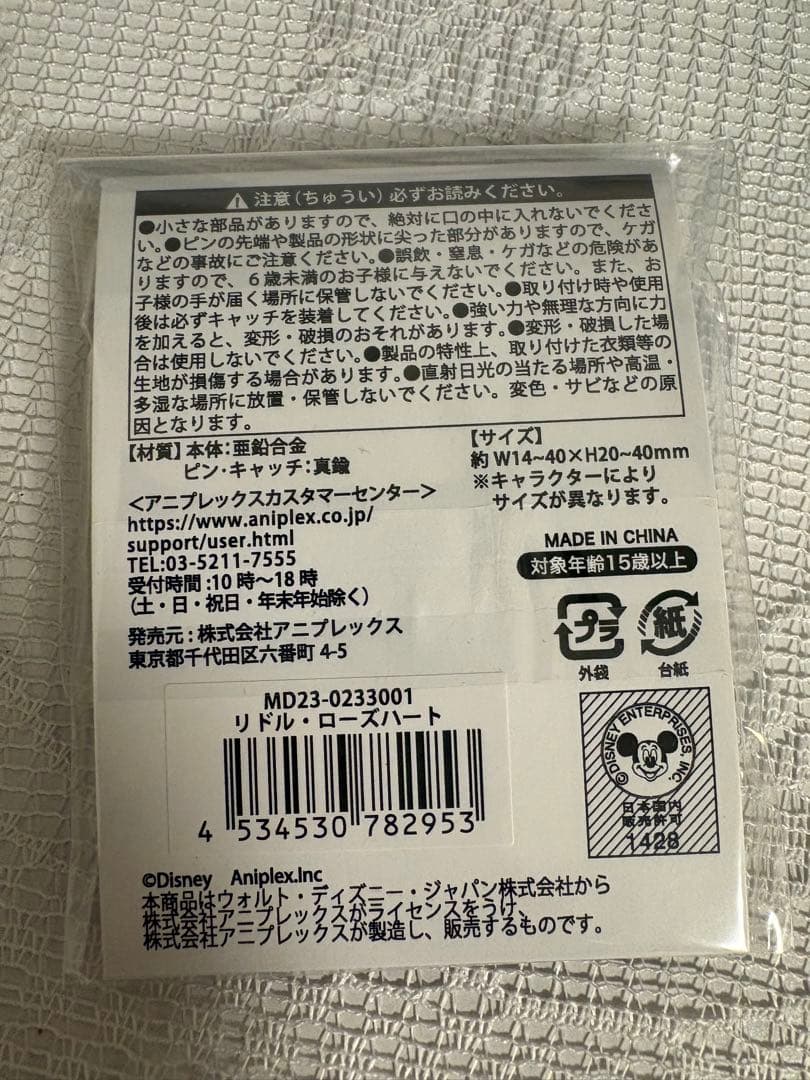 注意(ちゅうい)必ずお読みください。
●小さな部品がありますので、絶対に口の中に入れないでくださ
い。●ピンの先端や製品の形状に尖った部分がありますので、ケガ
などの事故にご注意ください。●誤飲・窒息・ケガなどの危険があ
りますので、6歳未満のお子様に与えないでください。また、お
子様の手が届く場所に保管しないでください。●取り付け時や使用
後は必ずキャッチを装着してください。●強い力や無理な方向に力
を加えると、変形・破損のおそれがあります。●変形・破損した場
合は使用しないでください。●製品の特性上、取り付けた衣類等の
生地が損傷する場合があります。●直射日光の当たる場所や高温・
多湿な場所に放置・保管しないでください。変色・サビなどの原
因となります。
【材質】本体:亜鉛合金
ピン・キャッチ:真鍮
【サイズ】
約 W14~40×H20~40mm
※キャラクターにより
サイズが異なります。
<アニプレックスカスタマーセンター>
https://www.aniplex.co.jp/
support/user.html
TEL:03-5211-7555
受付時間:10時~18時
(土・日・祝日・年末年始除く)
発売元:株式会社アニプレックス
東京都千代田区六番町4-5
MADE IN CHINA
対象年齢15歳以上
プラ
外袋
紙
台紙
MD23-0233001
リドル・ローズハート
4 534530 782953
©DISNEY ENTERPRISES, INC.
日本国内
販売許可
1428
©Disney Aniplex.Inc
本商品はウォルト・ディズニー・ジャパン株式会社から
株式会社アニプレックスがライセンスをうけ、
株式会社アニプレックスが製造し、販売するものです。